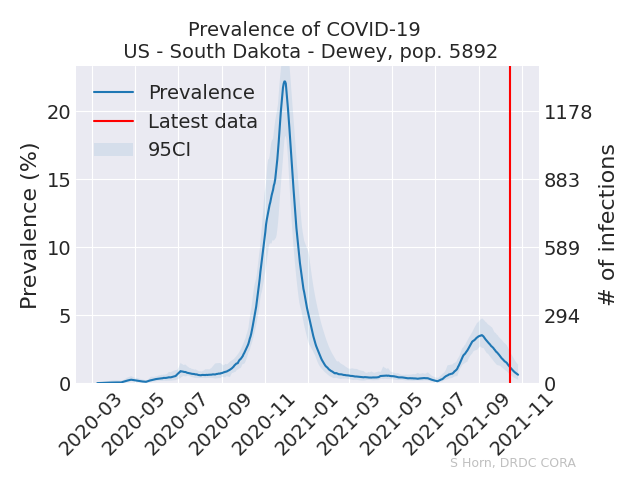 Prevalence of COVID-19
US - South Dakota - Dewey, pop. 5892
Prevalence
Latest data
95CI
Prevalence (%)
20
15
10
5
0
1178
883
589
294
0
# of infections
2020-03
2020-05
2020-07
2020-09
2020-11
2021-01
2021-03
2021-05
2021-07
2021-09
2021-11
S Horn, DRDC CORA